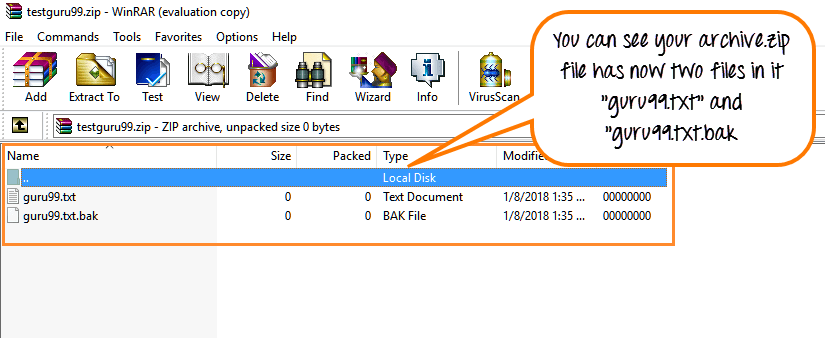 testguru99.zip - WinRAR (evaluation copy)
File Commands Tools Favorites Options Help
Add Extract To Test View Delete Find Wizard Info VirusScan
testguru99.zip - ZIP archive, unpacked size 0 bytes
You can see your archive.zip
file has now two files in it
"guru99.txt" and
"guru99.txt.bak
Name Size Packed Type Modifie
.. Local Disk
guru99.txt 0 0 Text Document 1/8/2018 1:35 ... 00000000
guru99.txt.bak 0 0 BAK File 1/8/2018 1:35 ... 00000000